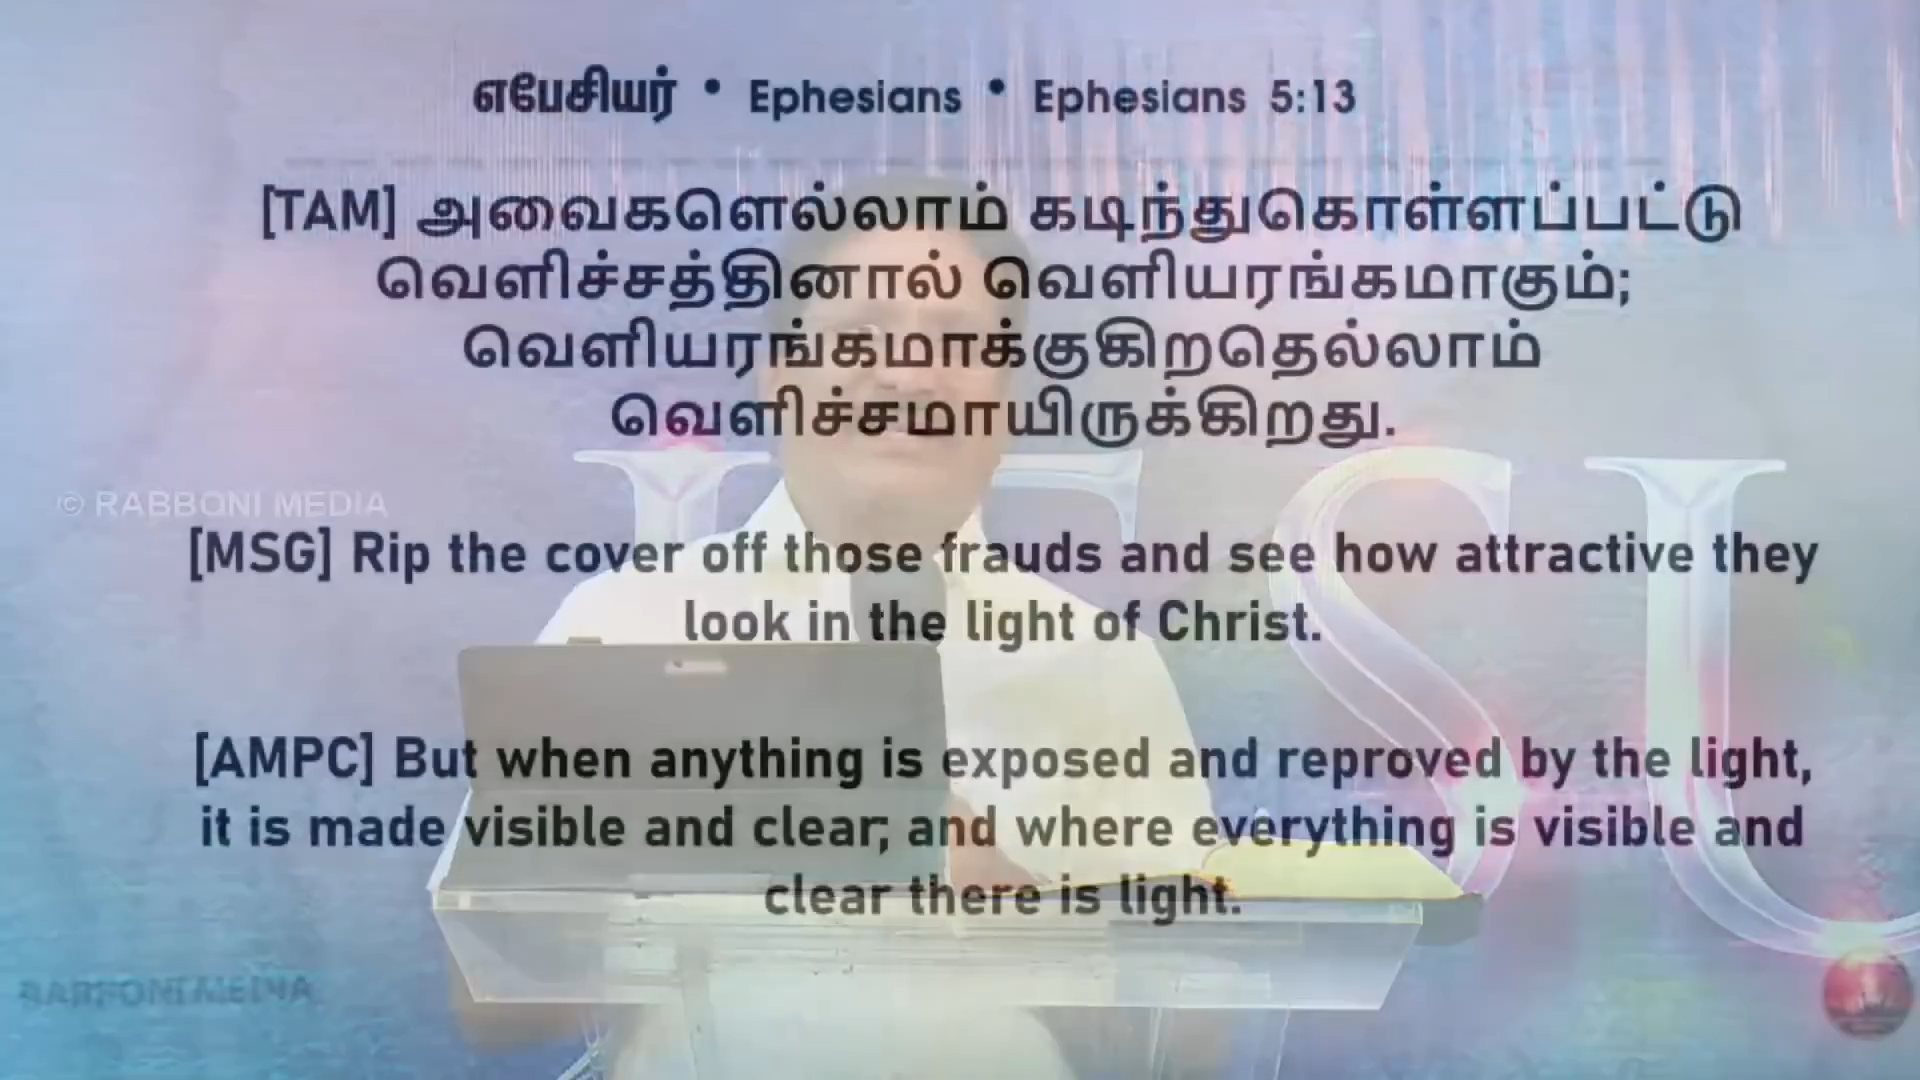 எபேசியர் • Ephesians • Ephesians 5:13
[TAM] அவைகளெல்லாம் கடிந்துகொள்ளப்பட்டு
வெளிச்சத்தினால் வெளியரங்கமாகும்;
வெளியரங்கமாக்குகிறதெல்லாம்
வெளிச்சமாயிருக்கிறது.
© RABBONI MEDIA
[MSG] Rip the cover off those frauds and see how attractive they
look in the light of Christ.
[AMPC] But when anything is exposed and reproved by the light,
it is made visible and clear; and where everything is visible and
clear there is light.
RABBONI MEDIA